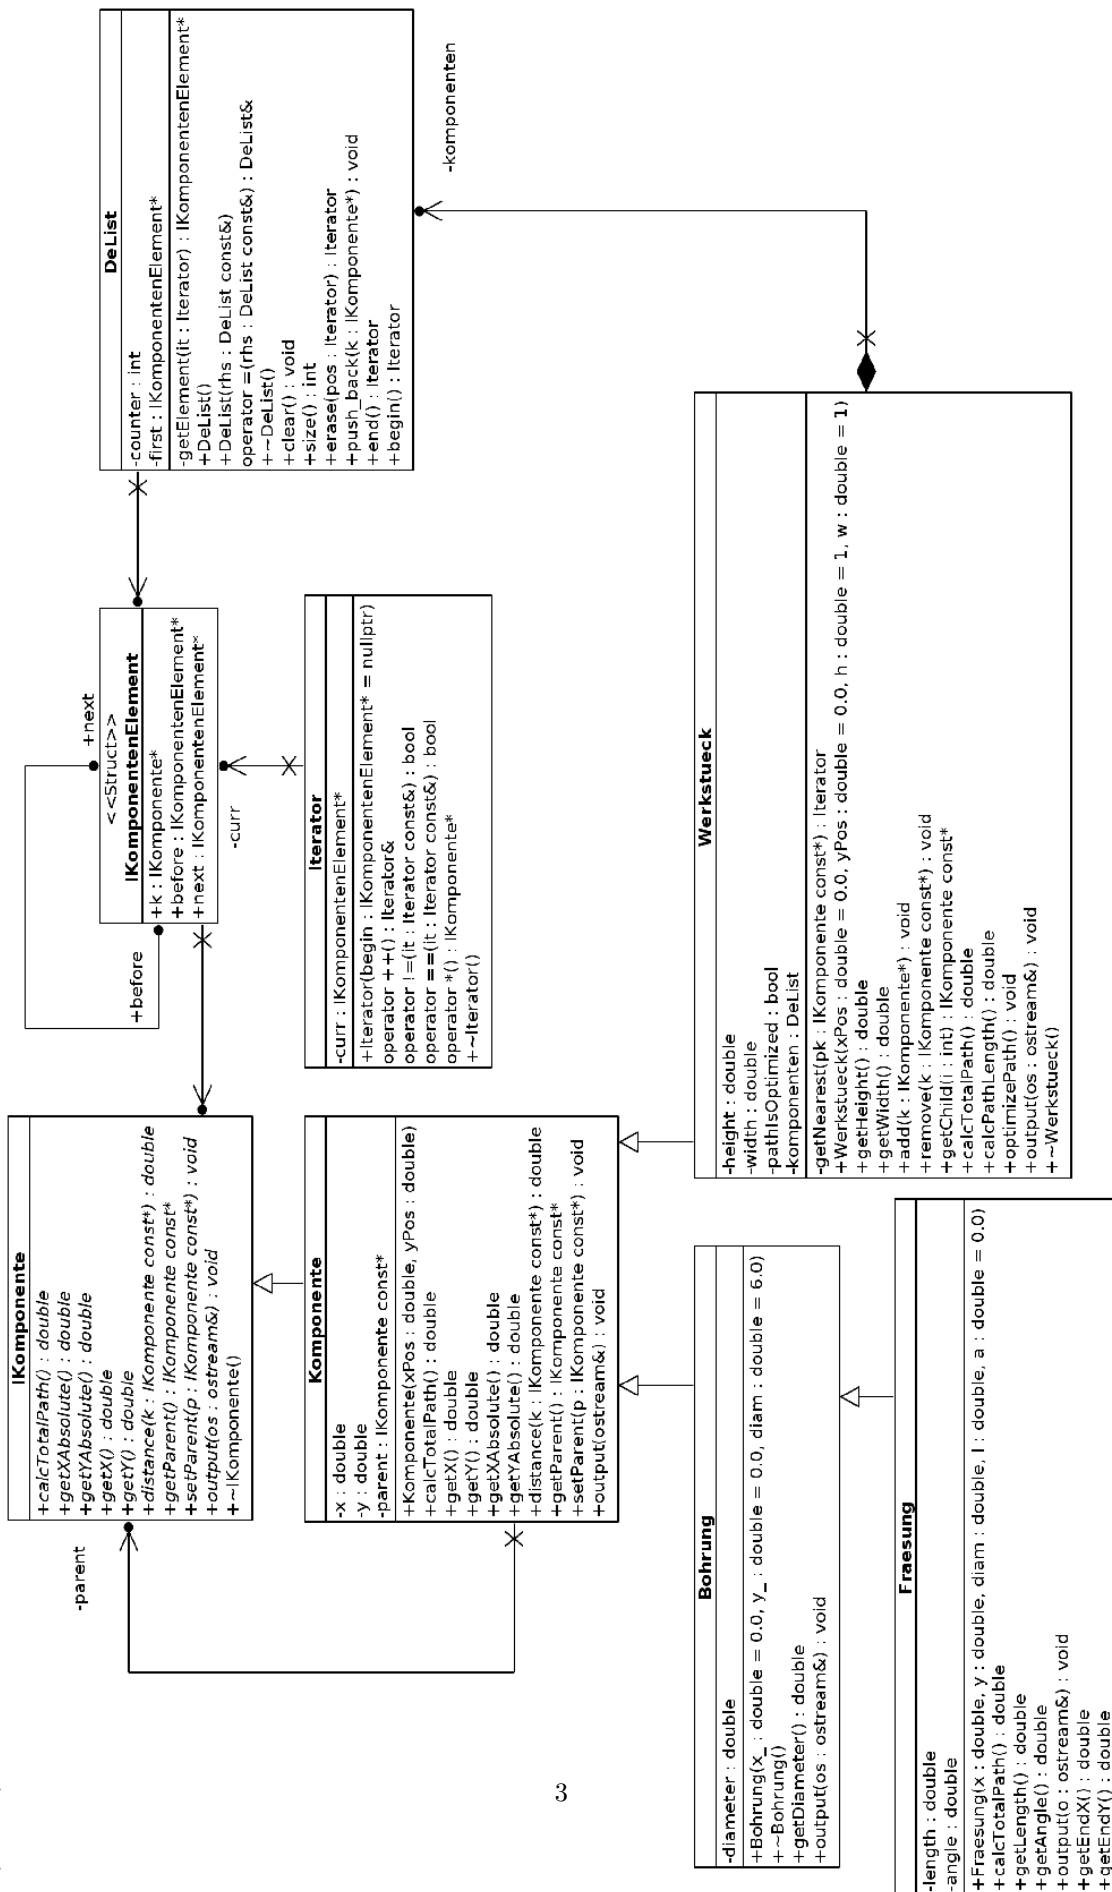 IKomponente
+calcTotalPath() : double
+getXAbsolute() : double
+getYAbsolute() : double
+getX() : double
+getY() : double
+distance(k : IKomponente const*) : double
+getParent() : IKomponente const*
+setParent(p : IKomponente const*) : void
+output(os : ostream&) : void
+~IKomponente()
-parent
+before
+next
<<Struct>>
IKomponentenElement
+k : IKomponente*
+before : IKomponentenElement*
+next : IKomponentenElement*
-curr
DeList
-counter : int
-first : IKomponentenElement*
-getElement(it : Iterator) : IKomponentenElement*
+DeList()
+DeList(rhs : DeList const&)
operator =(rhs : DeList const&) : DeList&
+~DeList()
+clear() : void
+size() : int
+erase(pos : Iterator) : Iterator
+push_back(k : IKomponente*) : void
+end() : Iterator
+begin() : Iterator
-komponenten
Komponente
-x : double
-y : double
-parent : IKomponente const*
+Komponente(xPos : double, yPos : double)
+calcTotalPath() : double
+getX() : double
+getY() : double
+getXAbsolute() : double
+getYAbsolute() : double
+distance(k : IKomponente const*) : double
+getParent() : IKomponente const*
+setParent(p : IKomponente const*) : void
+output(ostream&) : void
Iterator
-curr : IKomponentenElement*
+Iterator(begin : IKomponentenElement* = nullptr)
operator ++() : Iterator&
operator !=(it : Iterator const&) : bool
operator ==(it : Iterator const&) : bool
operator *() : IKomponente*
+~Iterator()
Bohrung
-diameter : double
+Bohrung(x_ : double = 0.0, y_ : double = 0.0, diam : double = 6.0)
+~Bohrung()
+getDiameter() : double
+output(os : ostream&) : void
Werkstueck
-height : double
-width : double
-pathIsOptimized : bool
-komponenten : DeList
-getNearest(pk : IKomponente const*) : Iterator
+Werkstueck(xPos : double = 0.0, yPos : double = 0.0, h : double = 1, w : double = 1)
+getHeight() : double
+getWidth() : double
+add(k : IKomponente*) : void
+remove(k : IKomponente const*) : void
+getChild(i : int) : IKomponente const*
+calcTotalPath() : double
+calcPathLength() : double
+optimizePath() : void
+output(os : ostream&) : void
+~Werkstueck()
Fraesung
-length : double
-angle : double
+Fraesung(x : double, y : double, diam : double, l : double, a : double = 0.0)
+calcTotalPath() : double
+getLength() : double
+getAngle() : double
+output(o : ostream&) : void
+getEndX() : double
+getEndY() : double
3